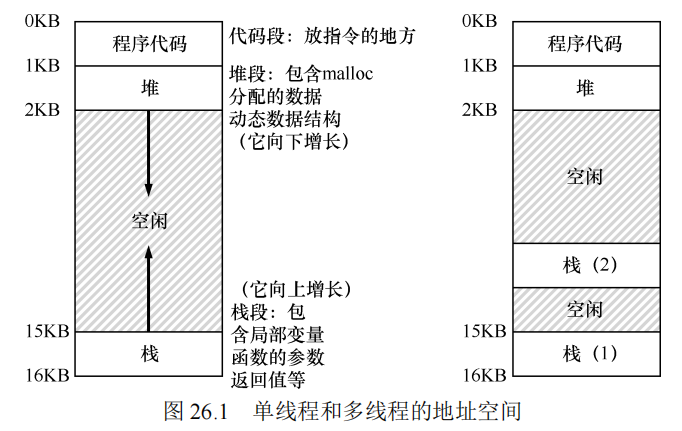 0KB
程序代码
代码段：放指令的地方
1KB
堆
堆段：包含malloc
分配的数据
动态数据结构
（它向下增长）
2KB
空闲
（它向上增长）
栈段：包
含局部变量
函数的参数
返回值等
15KB
栈
16KB
0KB
程序代码
1KB
堆
2KB
空闲
栈（2）
空闲
15KB
栈（1）
16KB
图 26.1 单线程和多线程的地址空间